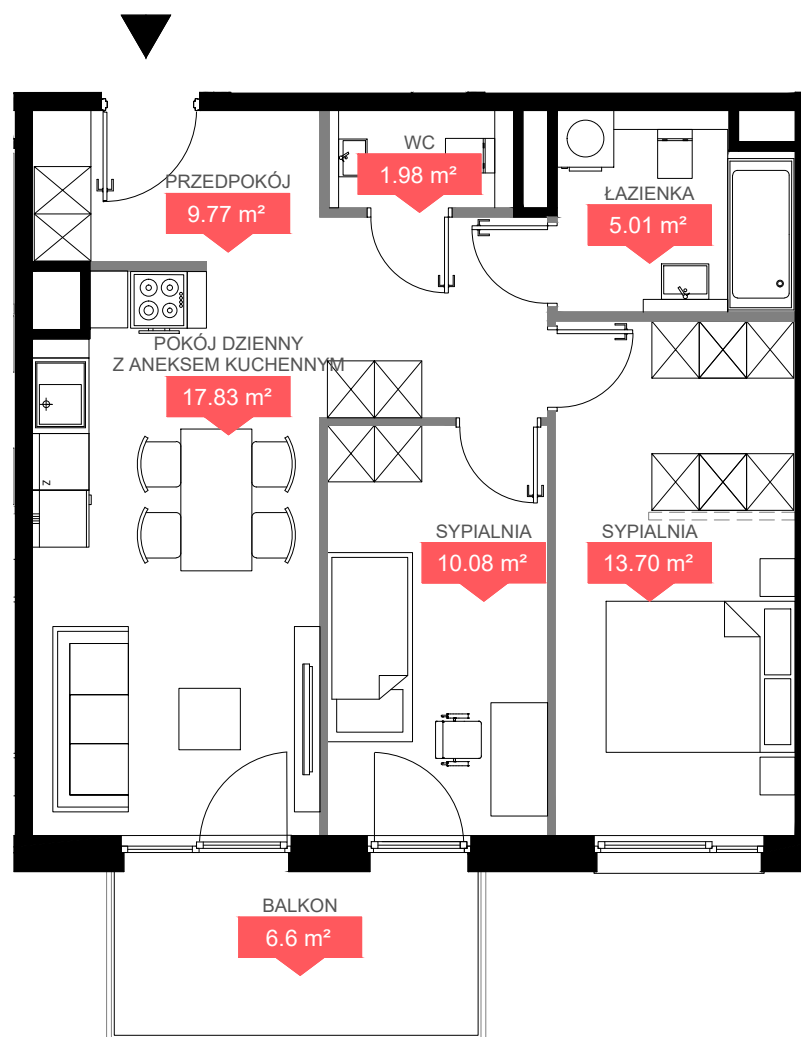 WC
1.98 m²
PRZEDPOKÓJ
9.77 m²
ŁAZIENKA
5.01 m²
POKÓJ DZIENNY
Z ANEKSEM KUCHENNYM
17.83 m²
Z
SYPIALNIA
10.08 m²
SYPIALNIA
13.70 m²
BALKON
6.6 m²